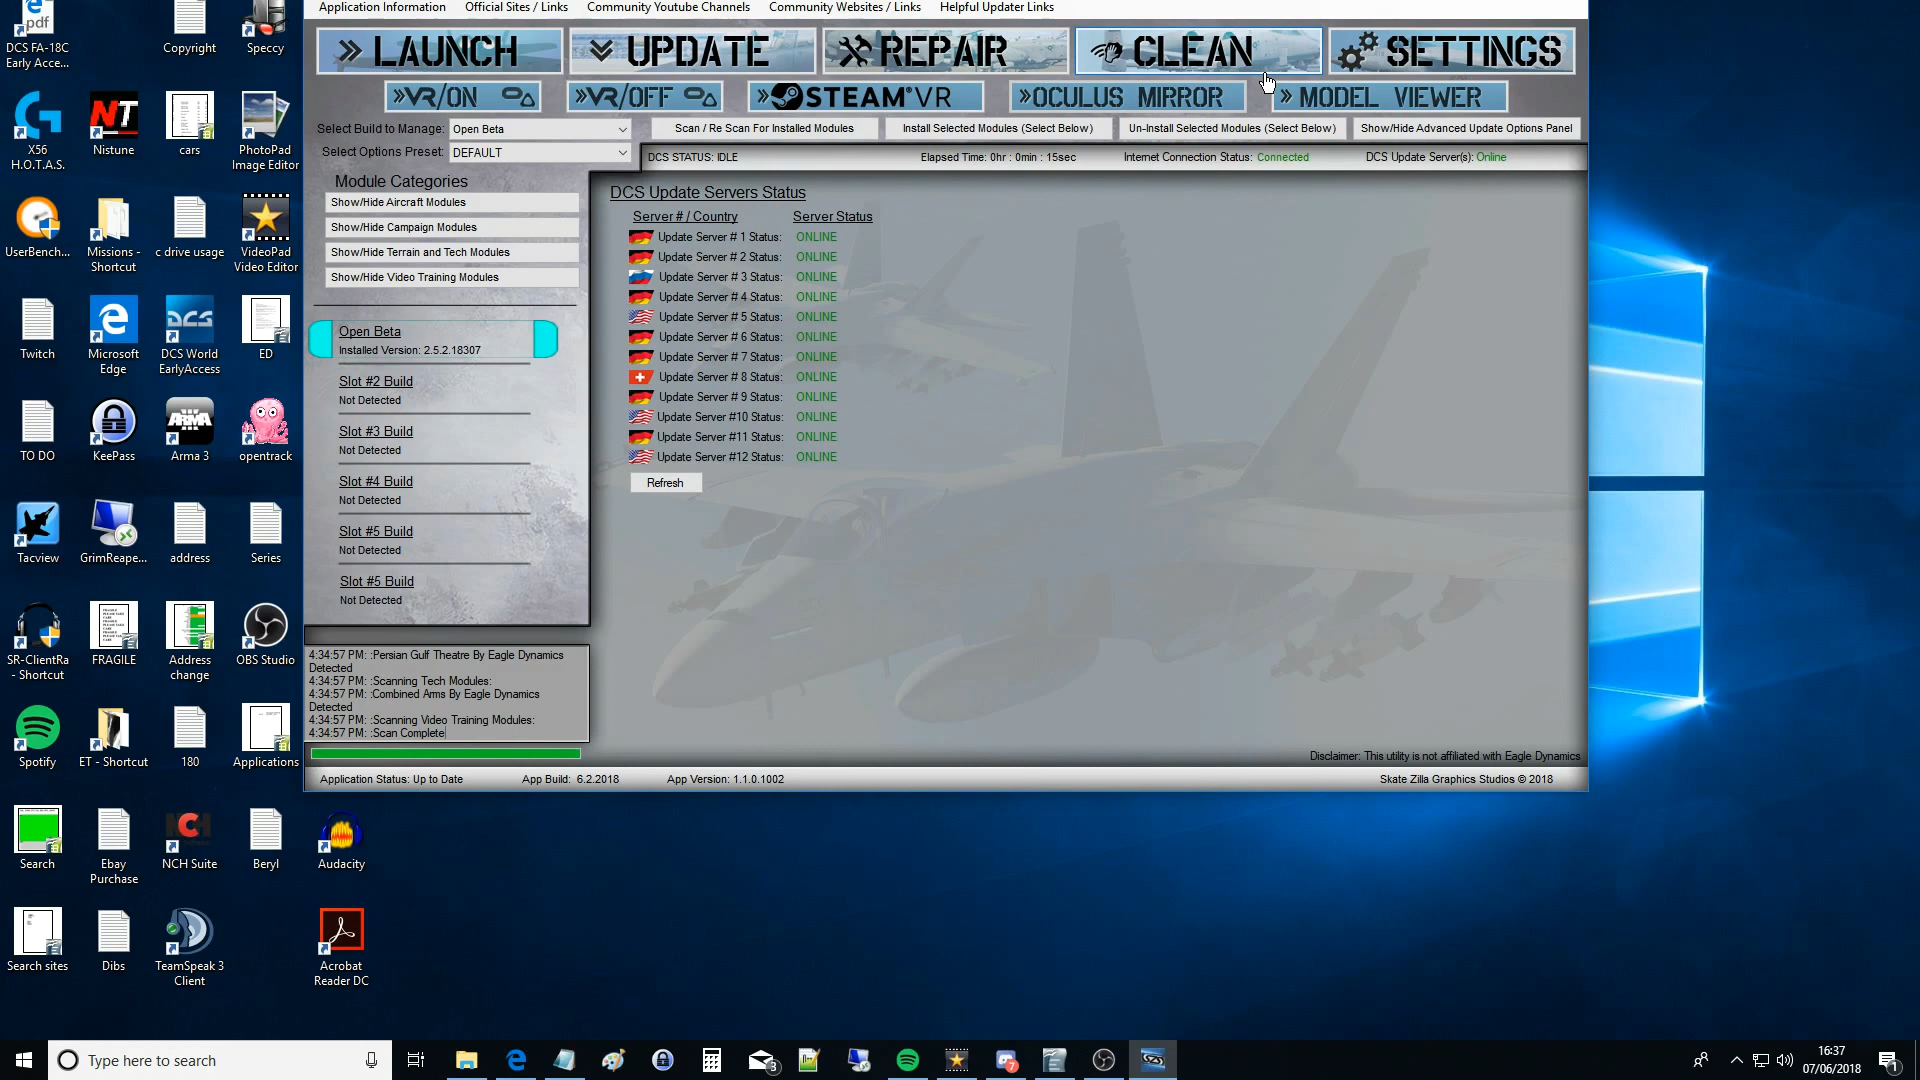 Application Information
Official Sites / Links
Community Youtube Channels
Community Websites / Links
Helpful Updater Links
LAUNCH
UPDATE
REPAIR
CLEAN
SETTINGS
VR/ON
VR/OFF
STEAM VR
OCULUS MIRROR
MODEL VIEWER
Select Build to Manage:
Open Beta
Scan / Re Scan For Installed Modules
Install Selected Modules (Select Below)
Un-Install Selected Modules (Select Below)
Show/Hide Advanced Update Options Panel
Select Options Preset:
DEFAULT
DCS STATUS: IDLE
Elapsed Time: 0hr : 0min : 15sec
Internet Connection Status: Connected
DCS Update Server(s): Online
Module Categories
Show/Hide Aircraft Modules
Show/Hide Campaign Modules
Show/Hide Terrain and Tech Modules
Show/Hide Video Training Modules
Open Beta
Installed Version: 2.5.2.18307
Slot #2 Build
Not Detected
Slot #3 Build
Not Detected
Slot #4 Build
Not Detected
Slot #5 Build
Not Detected
Slot #5 Build
Not Detected
DCS Update Servers Status
Server # / Country
Server Status
Update Server # 1 Status: ONLINE
Update Server # 2 Status: ONLINE
Update Server # 3 Status: ONLINE
Update Server # 4 Status: ONLINE
Update Server # 5 Status: ONLINE
Update Server # 6 Status: ONLINE
Update Server # 7 Status: ONLINE
Update Server # 8 Status: ONLINE
Update Server # 9 Status: ONLINE
Update Server #10 Status: ONLINE
Update Server #11 Status: ONLINE
Update Server #12 Status: ONLINE
Refresh
4:34:57 PM: :Persian Gulf Theatre By Eagle Dynamics
Detected
4:34:57 PM: :Scanning Tech Modules:
4:34:57 PM: :Combined Arms By Eagle Dynamics
Detected
4:34:57 PM: :Scanning Video Training Modules:
4:34:57 PM: :Scan Complete
Disclaimer: This utility is not affiliated with Eagle Dynamics
Application Status: Up to Date
App Build: 6.2.2018
App Version: 1.1.0.1002
Skate Zilla Graphics Studios © 2018
pdf
DCS FA-18C
Early Acce...
Copyright
Speccy
X56
H.O.T.A.S.
NT
Nistune
cars
PhotoPad
Image Editor
UserBench...
Missions -
Shortcut
c drive usage
VideoPad
Video Editor
Twitch
Microsoft
Edge
DCS
DCS World
EarlyAccess
ED
TO DO
KeePass
ARMA
Arma 3
opentrack
Tacview
GrimReape...
address
Series
SR-ClientRa
- Shortcut
FRAGILE
Address
change
OBS Studio
Spotify
ET - Shortcut
180
Applications
Search
Ebay
Purchase
NCH
NCH Suite
Beryl
Audacity
Search sites
Dibs
TeamSpeak 3
Client
Acrobat
Reader DC
Type here to search
3
7
16:37
07/06/2018
1